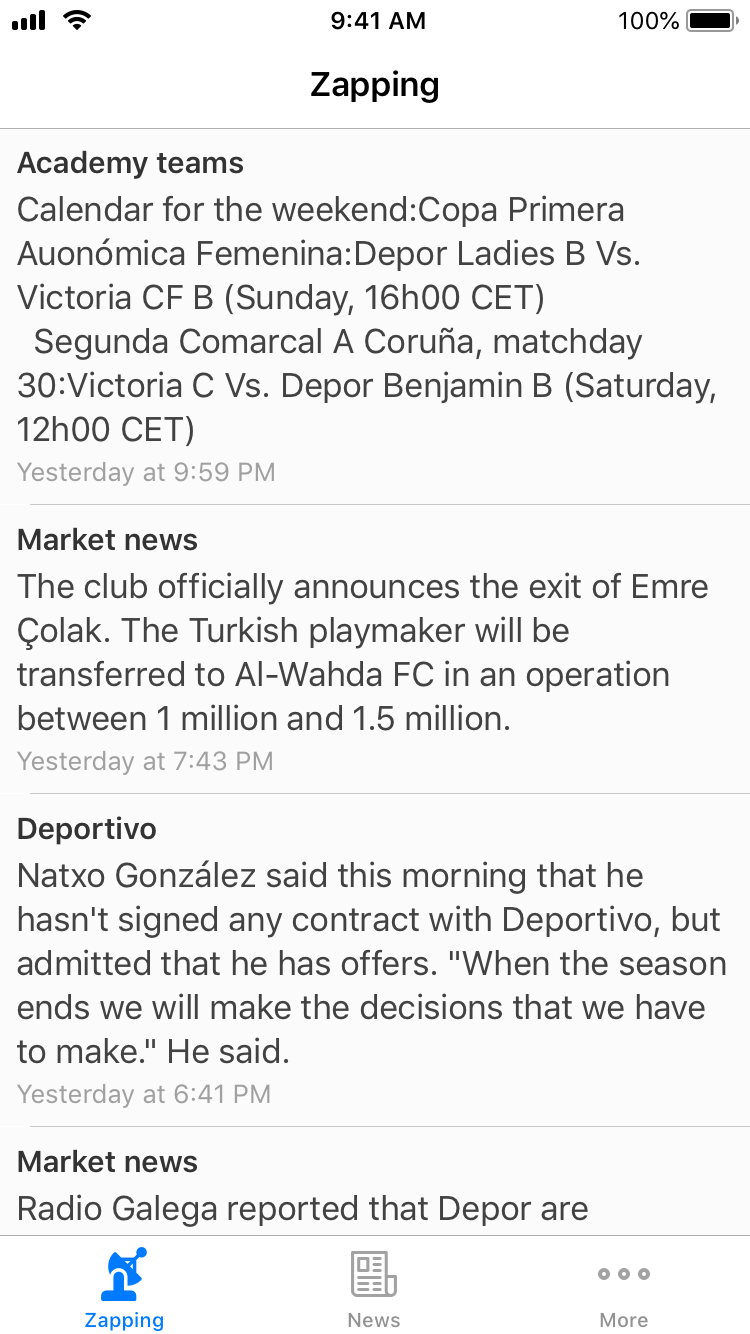 9:41 AM
100%
Zapping
Academy teams
Calendar for the weekend:Copa Primera
Auonómica Femenina:Depor Ladies B Vs.
Victoria CF B (Sunday, 16h00 CET)
Segunda Comarcal A Coruña, matchday
30:Victoria C Vs. Depor Benjamin B (Saturday,
12h00 CET)
Yesterday at 9:59 PM
Market news
The club officially announces the exit of Emre
Çolak. The Turkish playmaker will be
transferred to Al-Wahda FC in an operation
between 1 million and 1.5 million.
Yesterday at 7:43 PM
Deportivo
Natxo González said this morning that he
hasn't signed any contract with Deportivo, but
admitted that he has offers. "When the season
ends we will make the decisions that we have
to make." He said.
Yesterday at 6:41 PM
Market news
Radio Galega reported that Depor are
Zapping
News
More